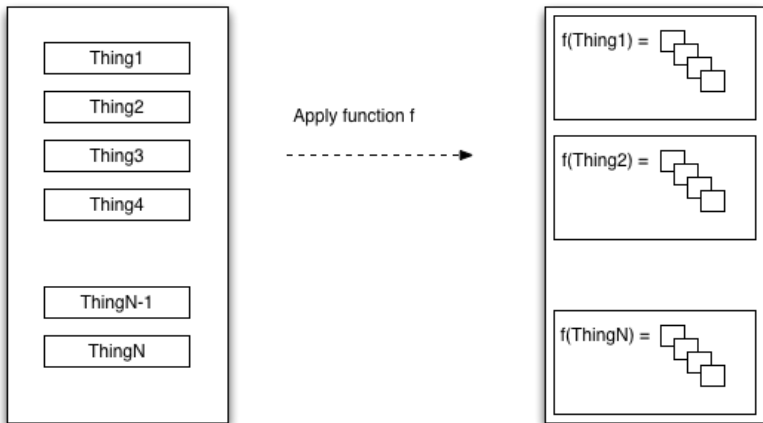 Thing1
Thing2
Thing3
Thing4
ThingN-1
ThingN
Apply function f
f(Thing1) =
f(Thing2) =
f(ThingN) =